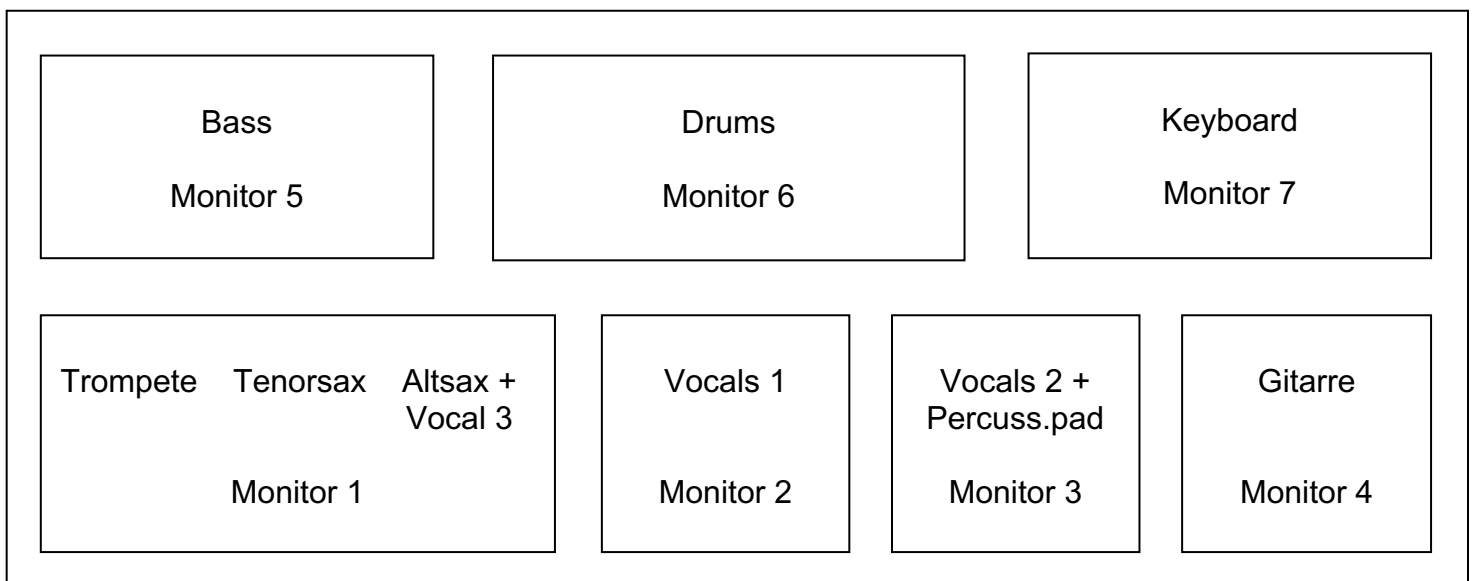 Bass
Monitor 5
Drums
Monitor 6
Keyboard
Monitor 7
Trompete
Tenorsax
Altsax +
Vocal 3
Monitor 1
Vocals 1
Monitor 2
Vocals 2 +
Percuss.pad
Monitor 3
Gitarre
Monitor 4